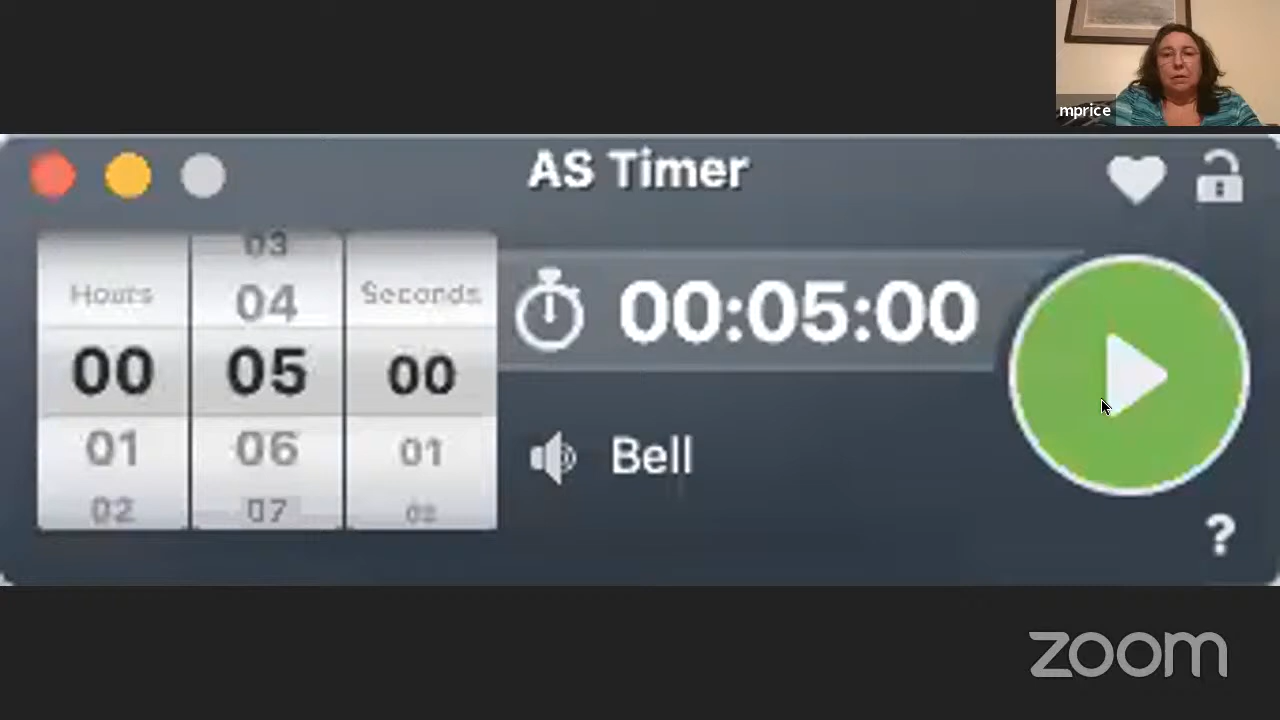 mprice
AS Timer
03
Hours 04 Seconds
00 05 00
01 06 01
02 07 02
00:05:00
Bell
?
zoom